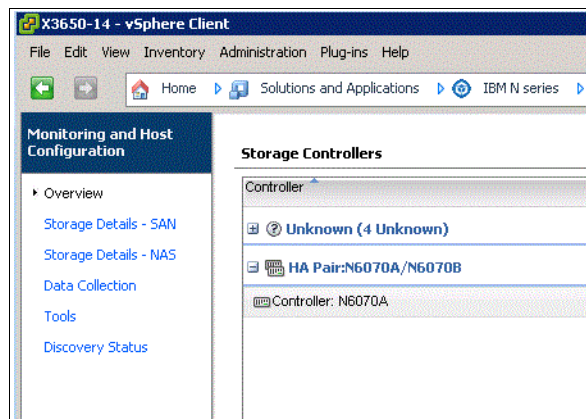 X3650-14 - vSphere Client
File Edit View Inventory Administration Plug-ins Help
Home Solutions and Applications IBM N series
Monitoring and Host
Configuration
Overview
Storage Details - SAN
Storage Details - NAS
Data Collection
Tools
Discovery Status
Storage Controllers
Controller
Unknown (4 Unknown)
HA Pair:N6070A/N6070B
Controller: N6070A